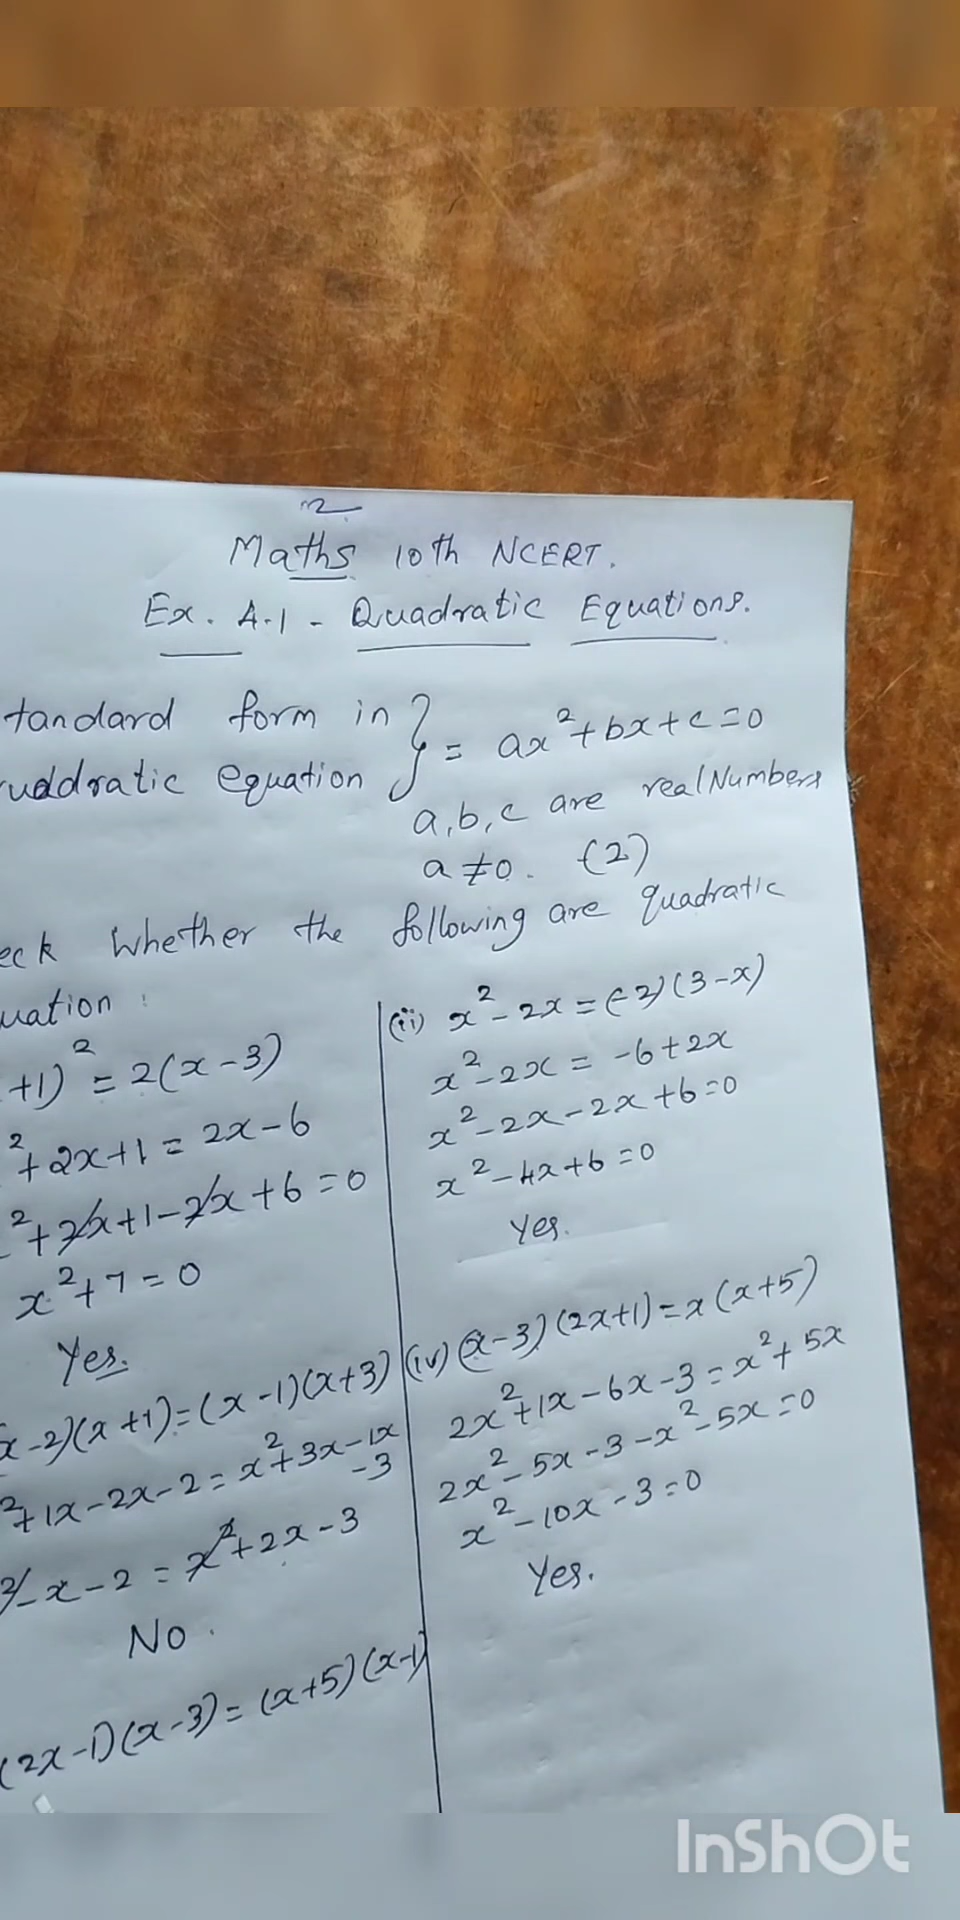 Maths 10th NCERT.
Ex. 4.1 - Quadratic Equations.
tandard form in } = ax²+bx+c=0
uadratic equation
a,b,c are real Numbers
a≠0. (2)
eck whether the following are quadratic
uation:
+1)² = 2(x-3)
²+2x+1 = 2x-6
²+2x+1-2x+6=0
x²+7=0
Yes.
(ii) x²-2x=(-2)(3-x)
x²-2x = -6+2x
x²-2x-2x+6=0
x²-4x+6=0
Yes.
x-2)(x+1)=(x-1)(x+3)
²+1x-2x-2=x²+3x-1x
-3
²-x-2 = x²+2x-3
No.
(iv) (x-3)(2x+1)=x(x+5)
2x²+1x-6x-3=x²+5x
2x²-5x-3-x²-5x=0
x²-10x-3=0
Yes.
(2x-1)(x-3)=(x+5)(x-1)
InShOt